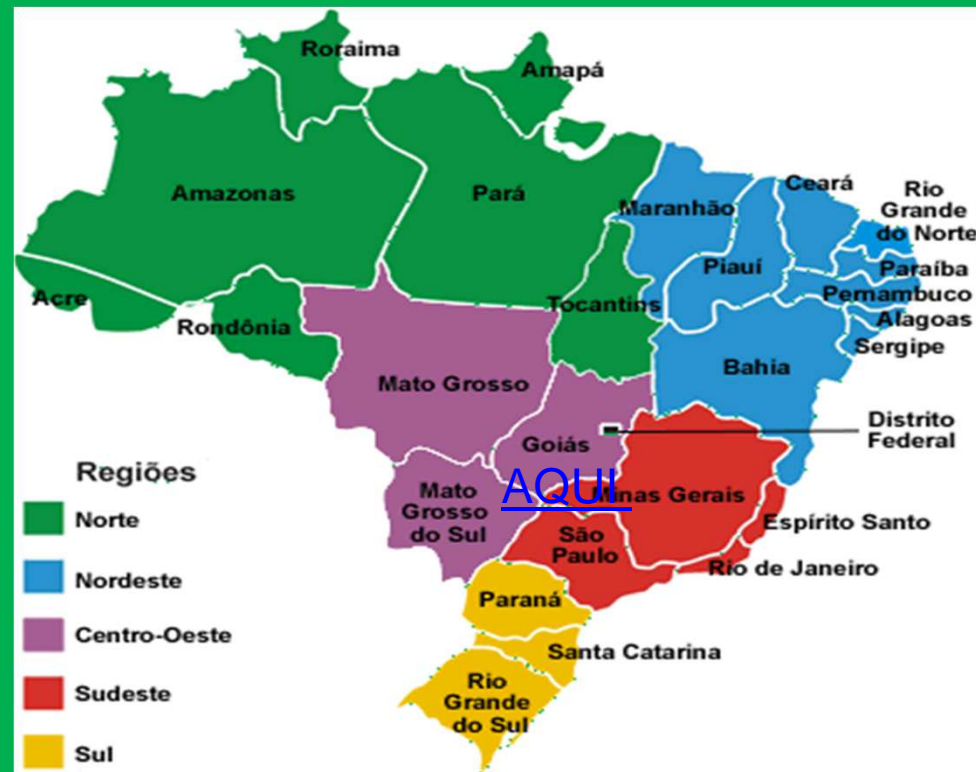 Roraima
Amapá
Amazonas
Pará
Maranhão
Ceará
Rio
Grande
do Norte
Piauí
Paraíba
Pernambuco
Alagoas
Sergipe
Acre
Rondônia
Tocantins
Bahia
Mato Grosso
Distrito
Federal
Goiás
AQUI
Minas Gerais
Mato
Grosso
do Sul
São
Paulo
Espírito Santo
Rio de Janeiro
Paraná
Santa Catarina
Rio
Grande
do Sul
Regiões
Norte
Nordeste
Centro-Oeste
Sudeste
Sul